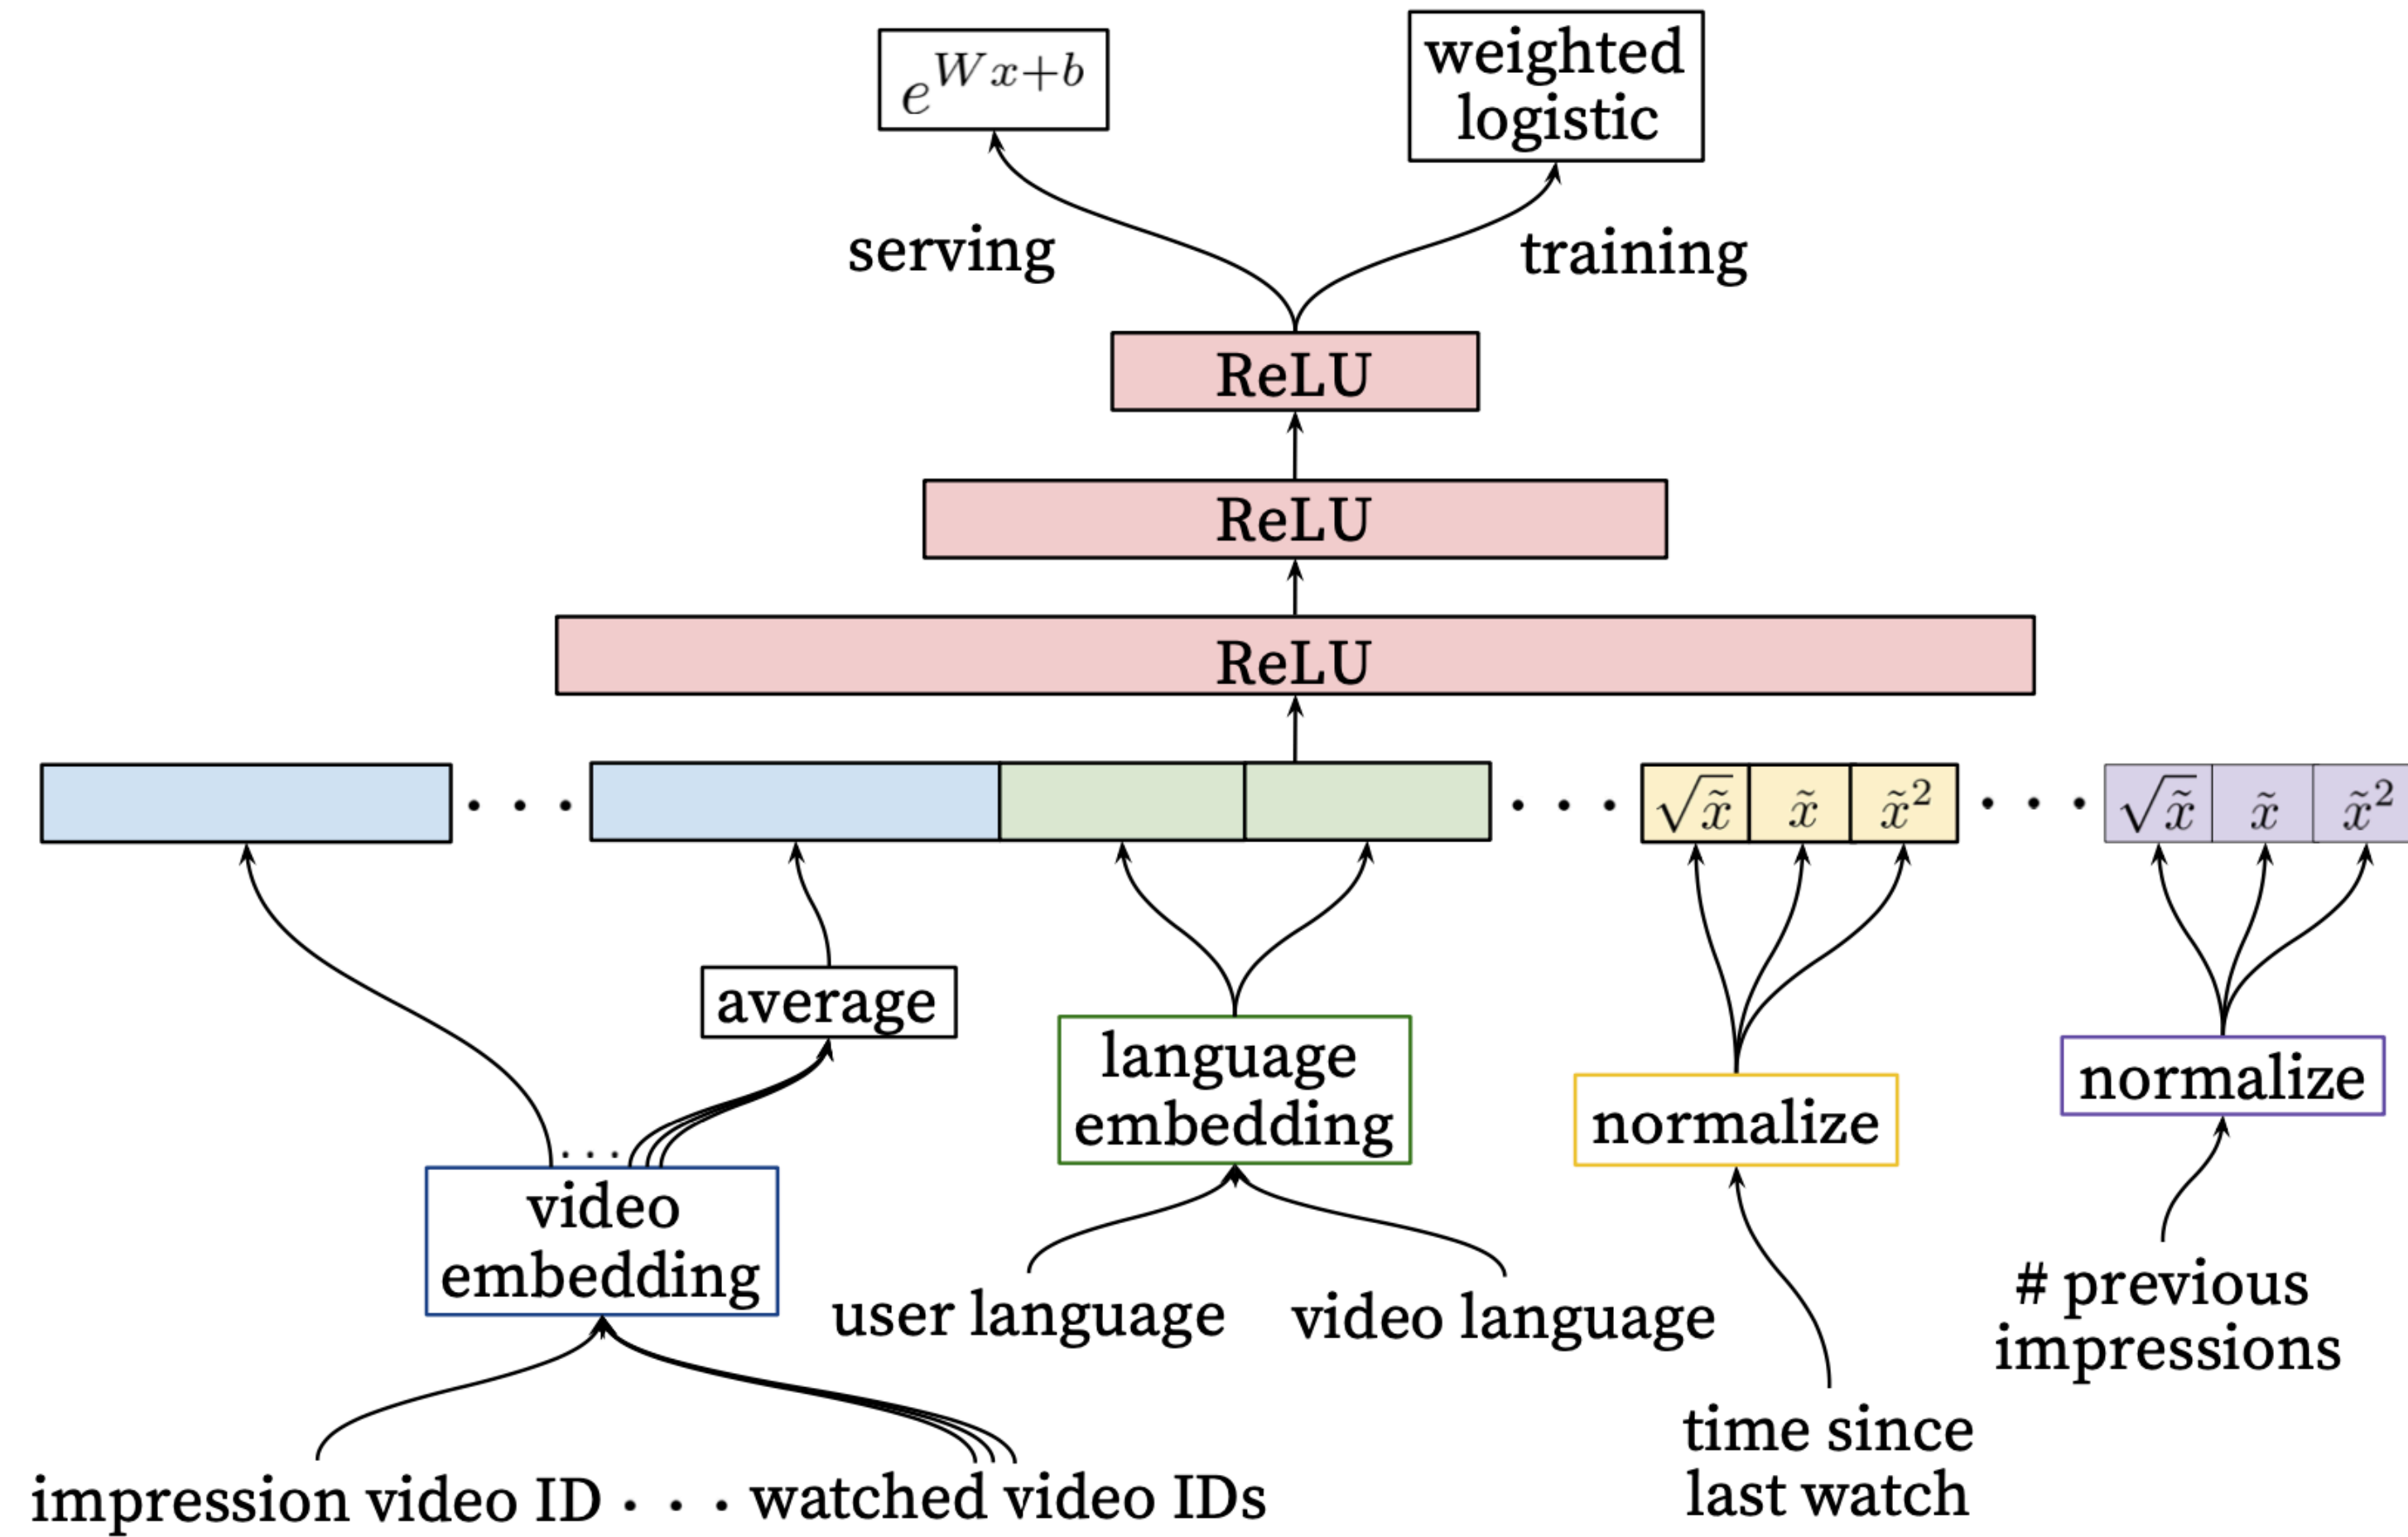 e^{Wx+b}
weighted
logistic
serving
training
ReLU
ReLU
ReLU
. . .
. . .
√x̃ x̃ x̃²
. . .
√x̃ x̃ x̃²
average
language
embedding
normalize
normalize
. . .
video
embedding
user language
video language
# previous
impressions
time since
last watch
impression video ID . . . watched video IDs